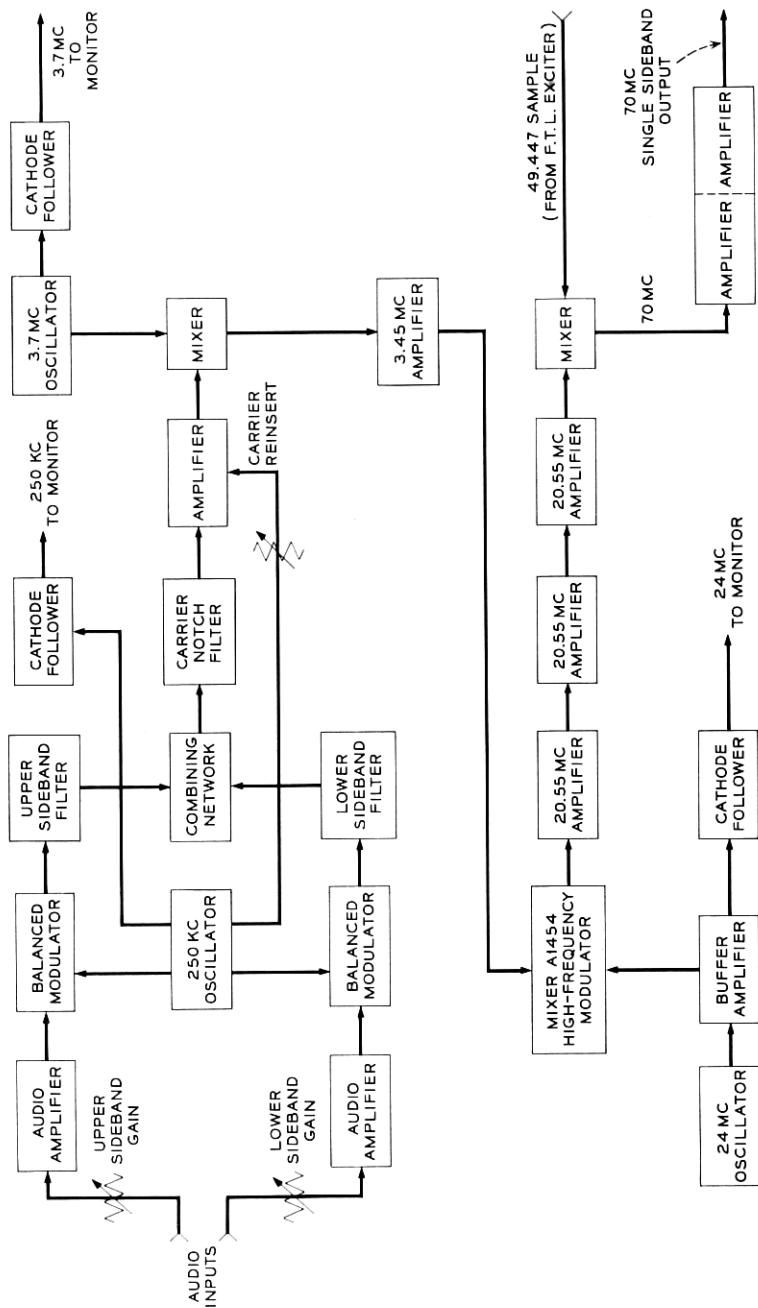 AUDIO
INPUTS
UPPER
SIDEBAND
GAIN
LOWER
SIDEBAND
GAIN
AUDIO
AMPLIFIER
AUDIO
AMPLIFIER
BALANCED
MODULATOR
250 KC
OSCILLATOR
BALANCED
MODULATOR
UPPER
SIDEBAND
FILTER
COMBINING
NETWORK
LOWER
SIDEBAND
FILTER
CATHODE
FOLLOWER
250 KC
TO MONITOR
CARRIER
NOTCH
FILTER
AMPLIFIER
CARRIER
REINSERT
3.7 MC
OSCILLATOR
CATHODE
FOLLOWER
3.7 MC
TO
MONITOR
MIXER
3.45 MC
AMPLIFIER
24 MC
OSCILLATOR
BUFFER
AMPLIFIER
CATHODE
FOLLOWER
24 MC
TO MONITOR
MIXER A1454
HIGH-FREQUENCY
MODULATOR
20.55 MC
AMPLIFIER
20.55 MC
AMPLIFIER
20.55 MC
AMPLIFIER
MIXER
49.447 SAMPLE
(FROM F.T.L. EXCITER)
70 MC
AMPLIFIER
AMPLIFIER
70 MC
SINGLE SIDEBAND
OUTPUT